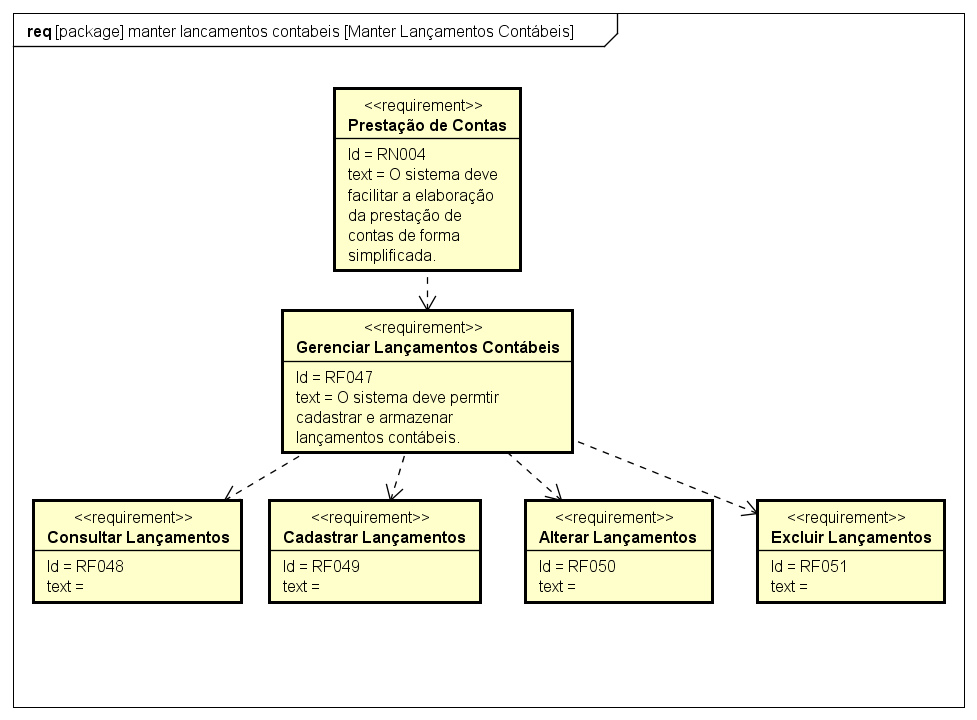 req [package] manter lancamentos contabeis [Manter Lançamentos Contábeis]
<<requirement>>
Prestação de Contas
Id = RN004
text = O sistema deve
facilitar a elaboração
da prestação de
contas de forma
simplificada.
<<requirement>>
Gerenciar Lançamentos Contábeis
Id = RF047
text = O sistema deve permtir
cadastrar e armazenar
lançamentos contábeis.
<<requirement>>
Consultar Lançamentos
Id = RF048
text =
<<requirement>>
Cadastrar Lançamentos
Id = RF049
text =
<<requirement>>
Alterar Lançamentos
Id = RF050
text =
<<requirement>>
Excluir Lançamentos
Id = RF051
text =